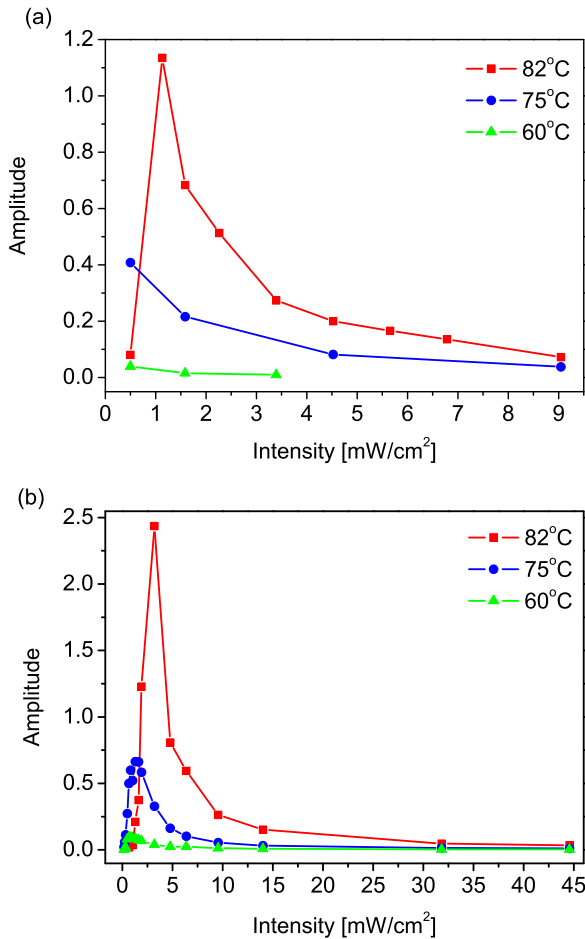 (a)
1.2
1.0
0.8
0.6
0.4
0.2
0.0
82°C
75°C
60°C
Amplitude
0 1 2 3 4 5 6 7 8 9
Intensity [mW/cm²]
(b)
2.5
2.0
1.5
1.0
0.5
0.0
82°C
75°C
60°C
Amplitude
0 5 10 15 20 25 30 35 40 45
Intensity [mW/cm²]